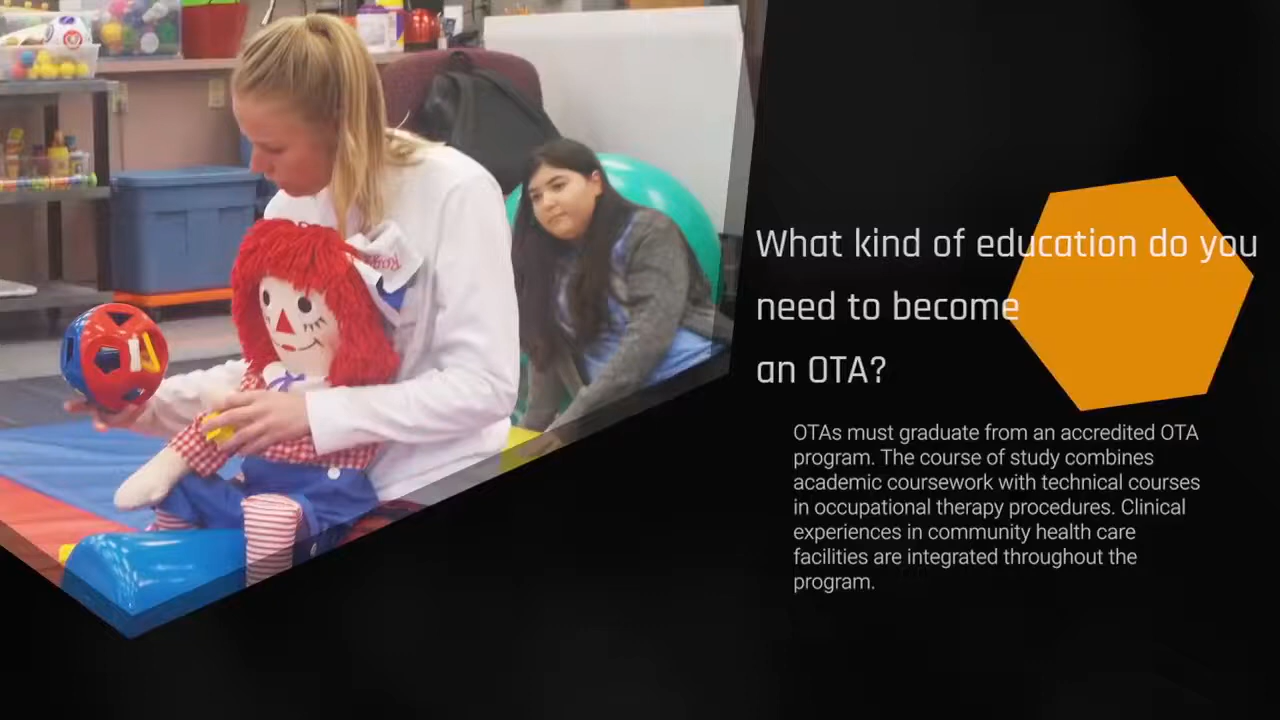 What kind of education do you
need to become
an OTA?
OTAs must graduate from an accredited OTA
program. The course of study combines
academic coursework with technical courses
in occupational therapy procedures. Clinical
experiences in community health care
facilities are integrated throughout the
program.